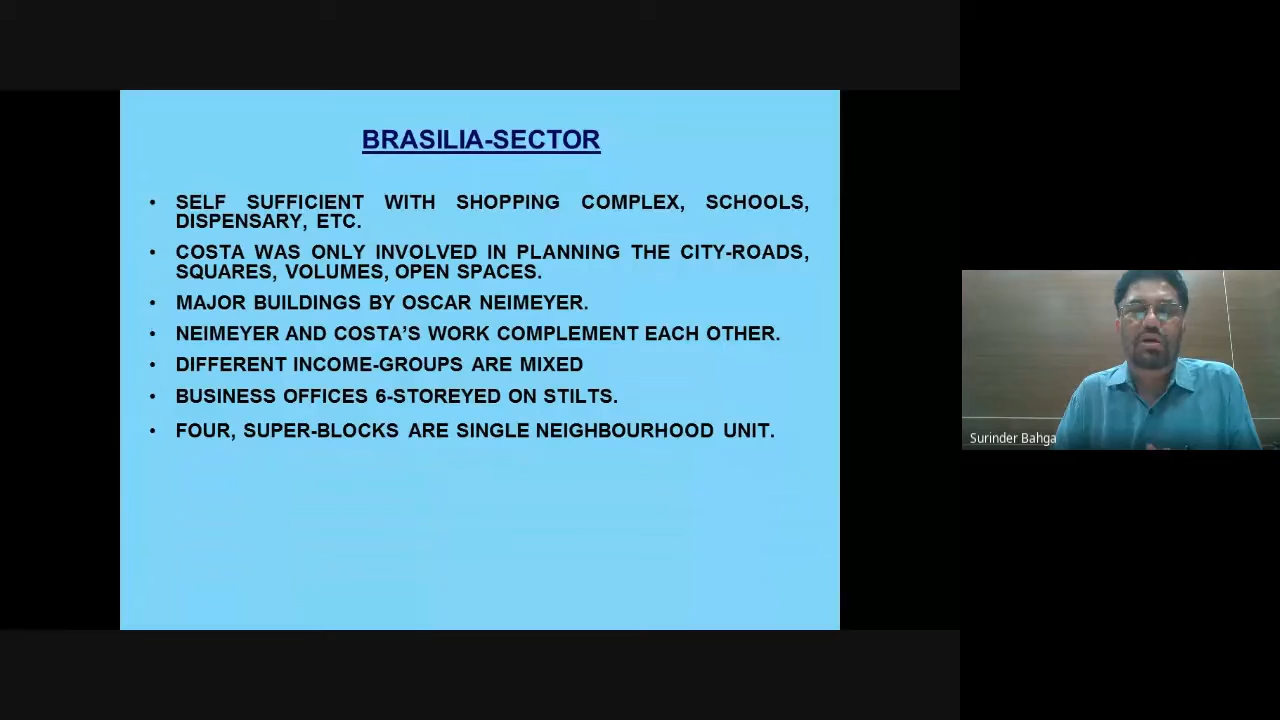 BRASILIA-SECTOR
• SELF SUFFICIENT WITH SHOPPING COMPLEX, SCHOOLS,
DISPENSARY, ETC.
• COSTA WAS ONLY INVOLVED IN PLANNING THE CITY-ROADS,
SQUARES, VOLUMES, OPEN SPACES.
• MAJOR BUILDINGS BY OSCAR NEIMEYER.
• NEIMEYER AND COSTA’S WORK COMPLEMENT EACH OTHER.
• DIFFERENT INCOME-GROUPS ARE MIXED
• BUSINESS OFFICES 6-STOREYED ON STILTS.
• FOUR, SUPER-BLOCKS ARE SINGLE NEIGHBOURHOOD UNIT.
Surinder Bahga